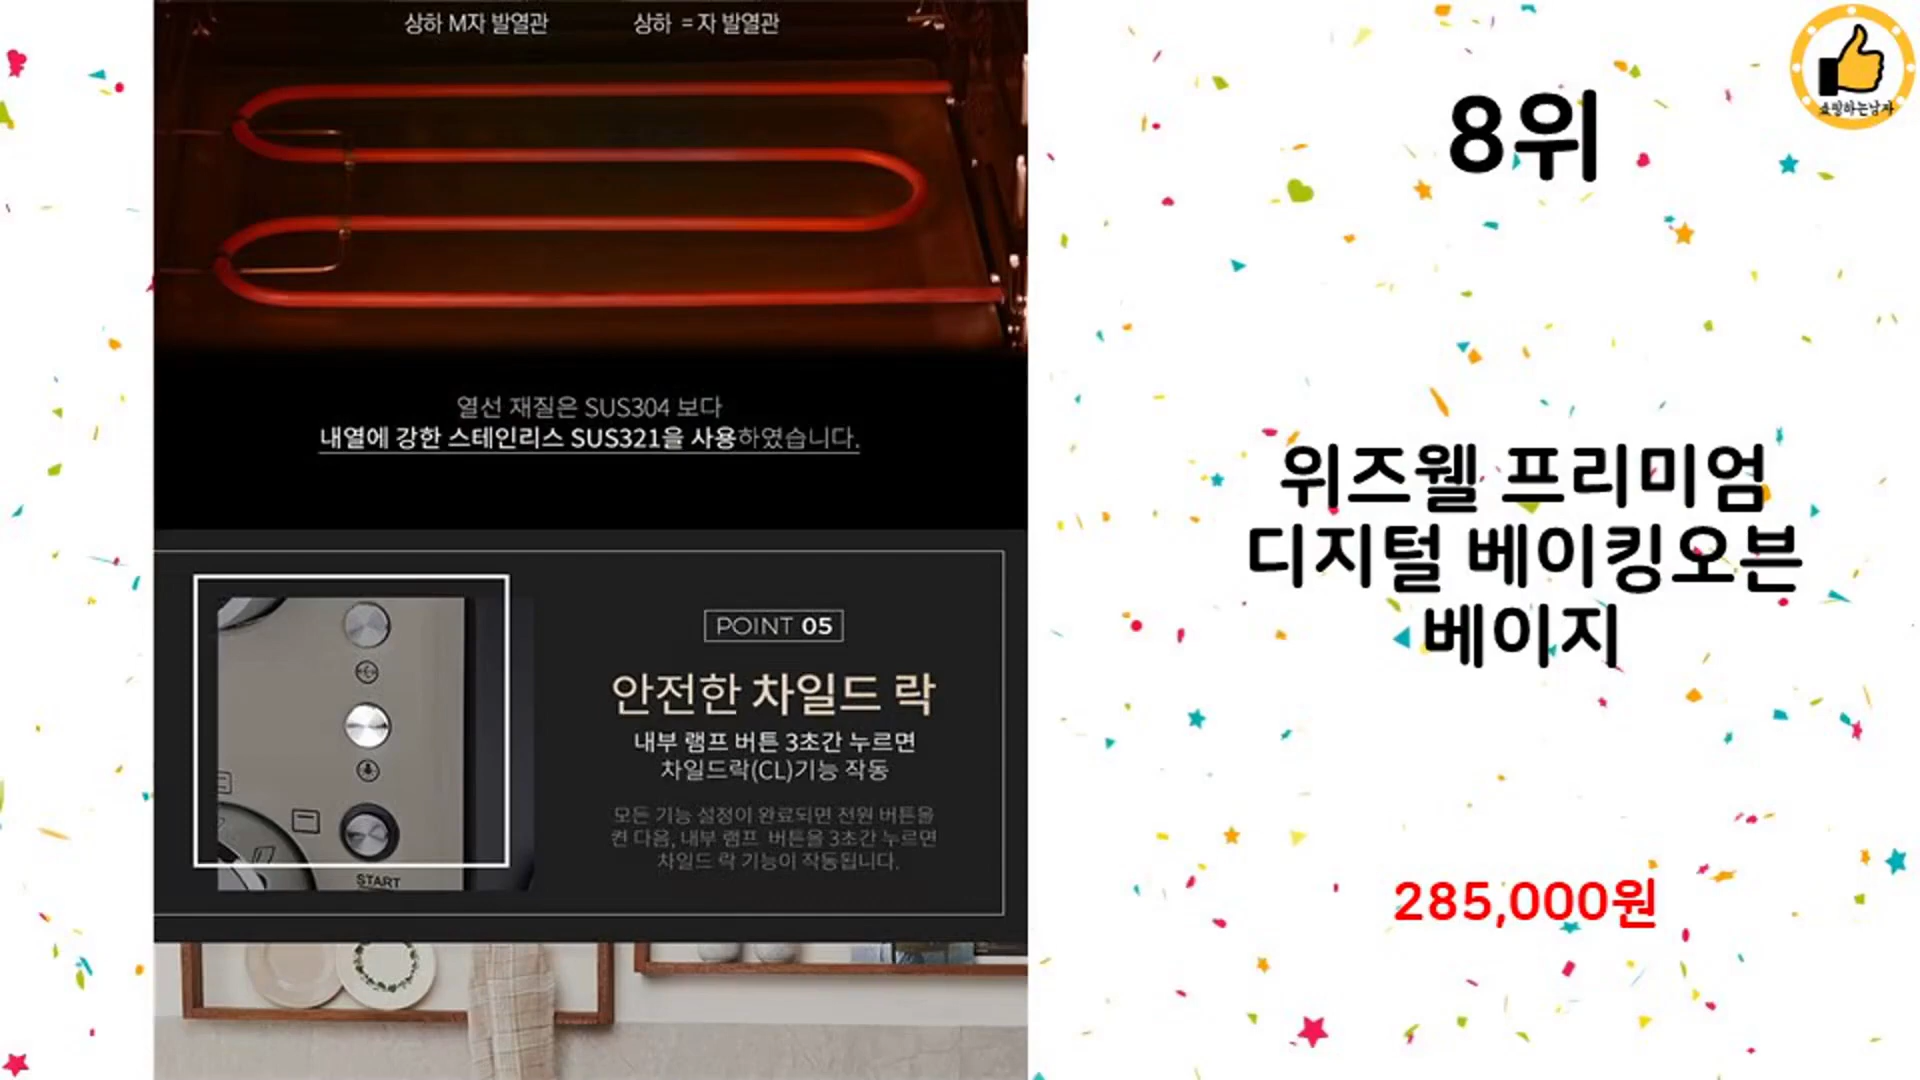 상하 M자 발열관
상하 = 자 발열관
열선 재질은 SUS304 보다
내열에 강한 스테인리스 SUS321을 사용하였습니다.
POINT 05
안전한 차일드 락
내부 램프 버튼 3초간 누르면
차일드락(CL)기능 작동
모든 기능 설정이 완료되면 전원 버튼을
켠 다음, 내부 램프 버튼을 3초간 누르면
차일드 락 기능이 작동됩니다.
START
쇼핑하는남자
8위
위즈웰 프리미엄
디지털 베이킹오븐
베이지
285,000원